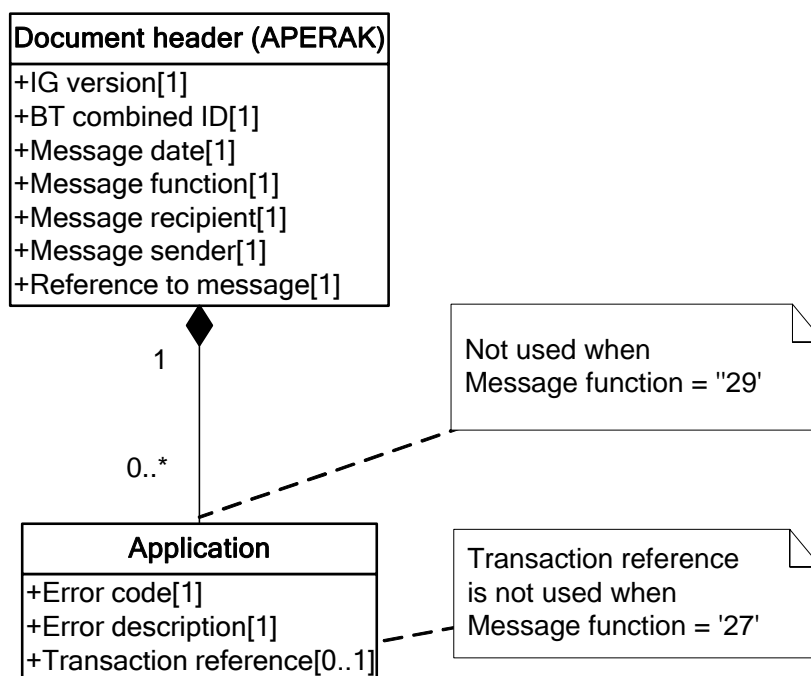 Document header (APERAK)
+IG version[1]
+BT combined ID[1]
+Message date[1]
+Message function[1]
+Message recipient[1]
+Message sender[1]
+Reference to message[1]
1
Not used when
Message function = "29'
0..*
Application
+Error code[1]
+Error description[1]
+Transaction reference[0..1]
Transaction reference
is not used when
Message function = '27'